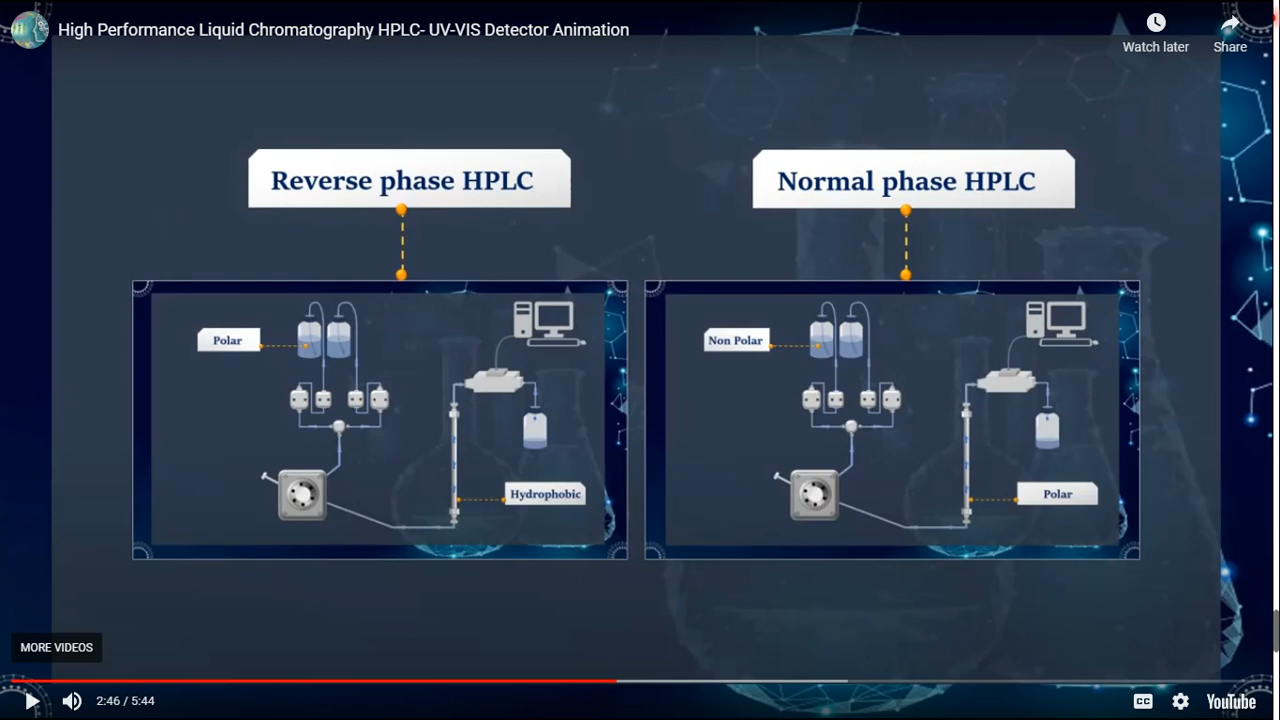 High Performance Liquid Chromatography HPLC- UV-VIS Detector Animation
Watch later
Share
Reverse phase HPLC
Normal phase HPLC
Polar
Hydrophobic
Non Polar
Polar
MORE VIDEOS
2:46 / 5:44
CC
YouTube